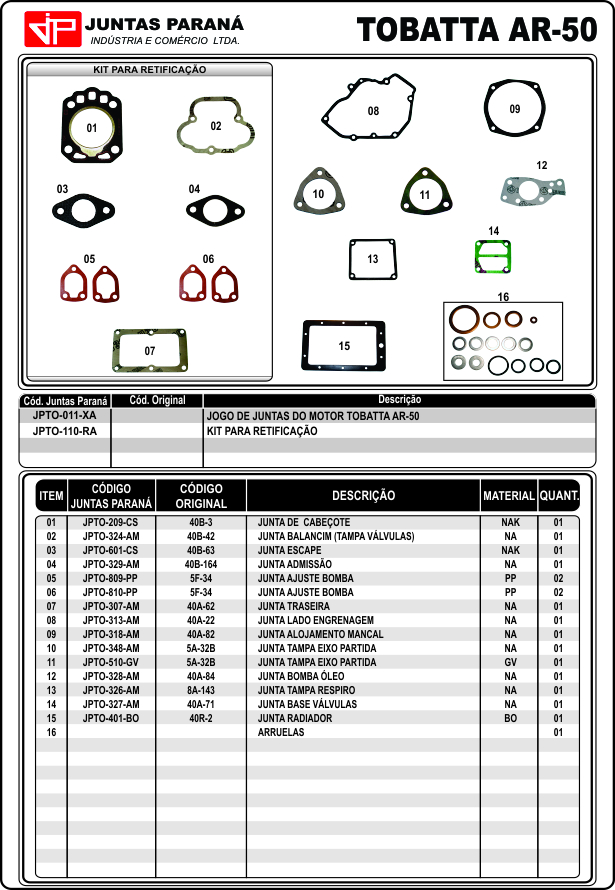 JP
JUNTAS PARANÁ
INDÚSTRIA E COMÉRCIO LTDA.
TOBATTA AR-50
KIT PARA RETIFICAÇÃO
01
02
03
04
05
06
07
08
09
10
11
12
13
14
15
16
Cód. Juntas Paraná Cód. Original Descrição
JPTO-011-XA JOGO DE JUNTAS DO MOTOR TOBATTA AR-50
JPTO-110-RA KIT PARA RETIFICAÇÃO
ITEM CÓDIGO JUNTAS PARANÁ CÓDIGO ORIGINAL DESCRIÇÃO MATERIAL QUANT.
01 JPTO-209-CS 40B-3 JUNTA DE CABEÇOTE NAK 01
02 JPTO-324-AM 40B-42 JUNTA BALANCIM (TAMPA VÁLVULAS) NA 01
03 JPTO-601-CS 40B-63 JUNTA ESCAPE NAK 01
04 JPTO-329-AM 40B-164 JUNTA ADMISSÃO NA 01
05 JPTO-809-PP 5F-34 JUNTA AJUSTE BOMBA PP 02
06 JPTO-810-PP 5F-34 JUNTA AJUSTE BOMBA PP 02
07 JPTO-307-AM 40A-62 JUNTA TRASEIRA NA 01
08 JPTO-313-AM 40A-22 JUNTA LADO ENGRENAGEM NA 01
09 JPTO-318-AM 40A-82 JUNTA ALOJAMENTO MANCAL NA 01
10 JPTO-348-AM 5A-32B JUNTA TAMPA EIXO PARTIDA NA 01
11 JPTO-510-GV 5A-32B JUNTA TAMPA EIXO PARTIDA GV 01
12 JPTO-328-AM 40A-84 JUNTA BOMBA ÓLEO NA 01
13 JPTO-326-AM 8A-143 JUNTA TAMPA RESPIRO NA 01
14 JPTO-327-AM 40A-71 JUNTA BASE VÁLVULAS NA 01
15 JPTO-401-BO 40R-2 JUNTA RADIADOR BO 01
16 ARRUELAS 01